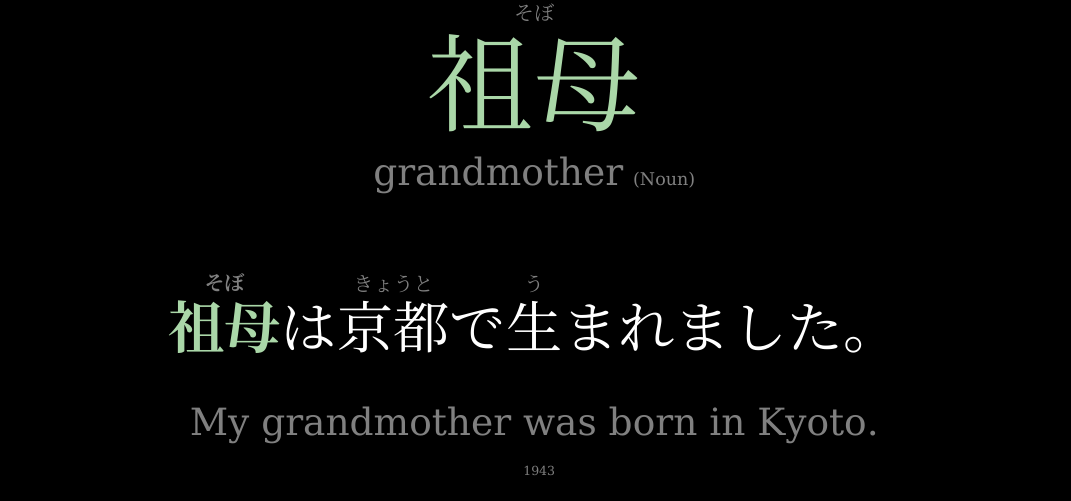 そぼ
祖母
grandmother (Noun)
そぼ きょうと う
祖母は京都で生まれました。
My grandmother was born in Kyoto.
1943